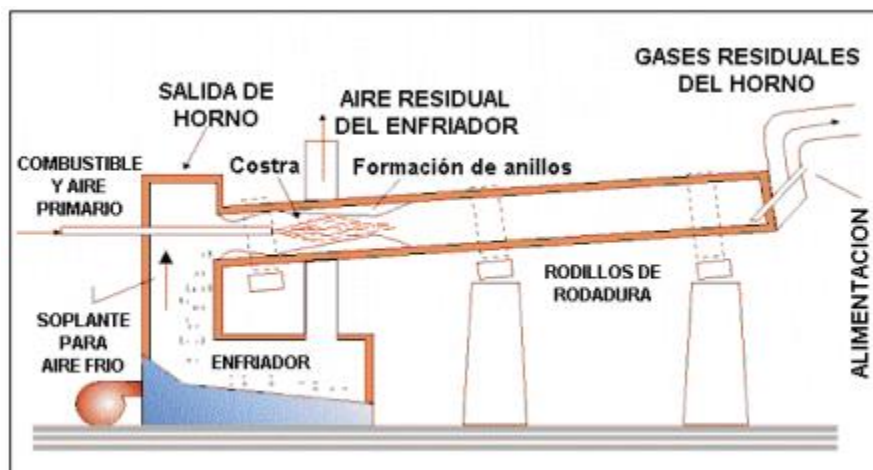 GASES RESIDUALES
DEL HORNO
SALIDA DE
HORNO
AIRE RESIDUAL
DEL ENFRIADOR
COMBUSTIBLE
Y AIRE
PRIMARIO
Costra
Formación de anillos
ALIMENTACION
RODILLOS DE
RODADURA
SOPLANTE
PARA
AIRE FRIO
ENFRIADOR